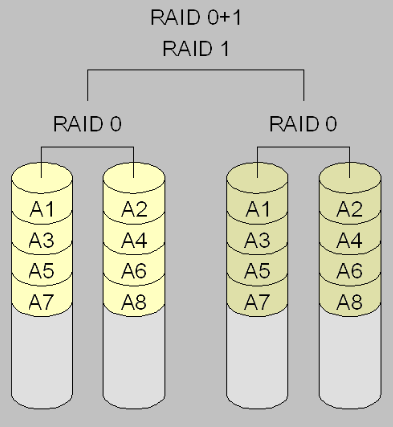 RAID 0+1
RAID 1
RAID 0 RAID 0
A1 A2 A1 A2
A3 A4 A3 A4
A5 A6 A5 A6
A7 A8 A7 A8